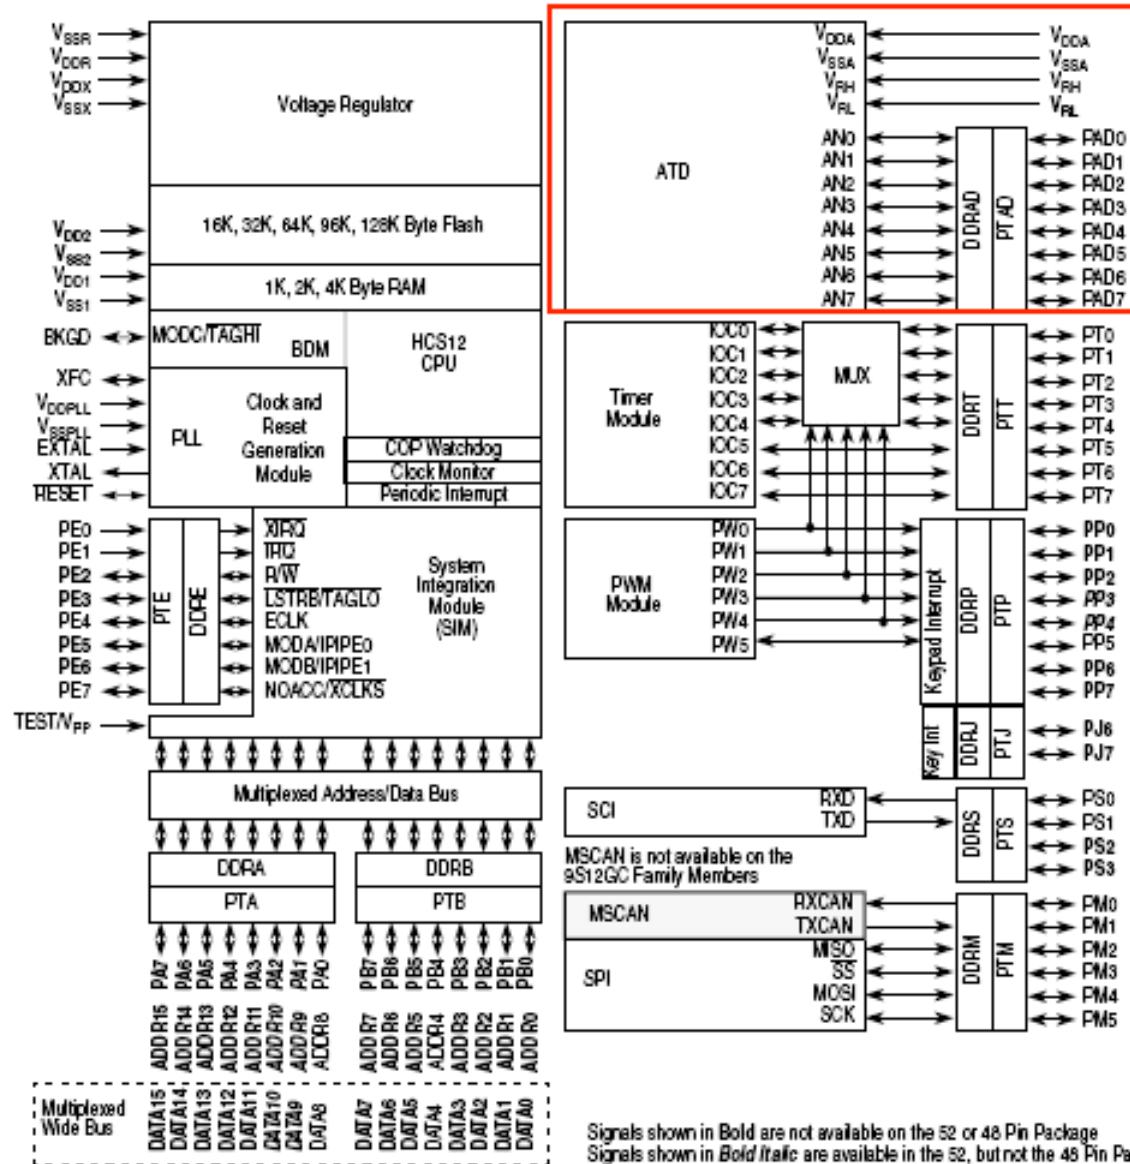 VSSR
VDDR
VDDX
VSSX
Voltage Regulator
16K, 32K, 64K, 96K, 128K Byte Flash
VDD2
VSS2
1K, 2K, 4K Byte RAM
VDD1
VSS1
BKGD
MODC/TAGHI
BDM
HCS12
CPU
XFC
VDDPLL
VSSPLL
EXTAL
XTAL
RESET
PLL
Clock and
Reset
Generation
Module
COP Watchdog
Clock Monitor
Periodic Interrupt
PE0
PE1
PE2
PE3
PE4
PE5
PE6
PE7
PTE
DDRE
XIRQ
IRQ
R/W
LSTRB/TAGLO
ECLK
MODA/IPIPE0
MODB/IPIPE1
NOACC/XCLKS
System
Integration
Module
(SIM)
TEST/VPP
Multiplexed Address/Data Bus
DDRA
DDRB
PTA
PTB
PA7 PA6 PA5 PA4 PA3 PA2 PA1 PA0
PB7 PB6 PB5 PB4 PB3 PB2 PB1 PB0
ADDR15 ADDR14 ADDR13 ADDR12 ADDR11 ADDR10 ADDR9 ADDR8
ADDR7 ADDR6 ADDR5 ADDR4 ADDR3 ADDR2 ADDR1 ADDR0
Multiplexed
Wide Bus
DATA15 DATA14 DATA13 DATA12 DATA11 DATA10 DATA9 DATA8
DATA7 DATA6 DATA5 DATA4 DATA3 DATA2 DATA1 DATA0
ATD
VDDA VDDA
VSSA VSSA
VRH VRH
VRL VRL
AN0
AN1
AN2
AN3
AN4
AN5
AN6
AN7
DDRAD
PTAD
PAD0
PAD1
PAD2
PAD3
PAD4
PAD5
PAD6
PAD7
Timer
Module
IOC0
IOC1
IOC2
IOC3
IOC4
IOC5
IOC6
IOC7
MUX
DDRT
PTT
PT0
PT1
PT2
PT3
PT4
PT5
PT6
PT7
PWM
Module
PW0
PW1
PW2
PW3
PW4
PW5
Keypad Interrupt
DDRP
PTP
PP0
PP1
PP2
PP3
PP4
PP5
PP6
PP7
Key Int
DDRJ
PTJ
PJ6
PJ7
SCI
RXD
TXD
DDRS
PTS
PS0
PS1
PS2
PS3
MSCAN is not available on the
9S12GC Family Members
MSCAN
RXCAN
TXCAN
SPI
MISO
SS
MOSI
SCK
DDRM
PTM
PM0
PM1
PM2
PM3
PM4
PM5
Signals shown in Bold are not available on the 52 or 48 Pin Package
Signals shown in Bold Italic are available in the 52, but not the 48 Pin Pa